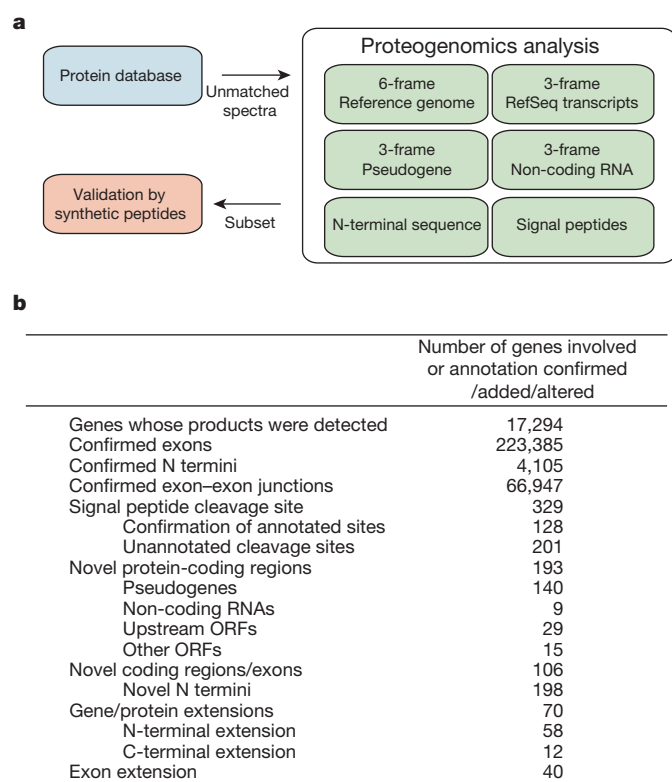 a
Protein database
Unmatched
spectra
Proteogenomics analysis
6-frame
Reference genome
3-frame
RefSeq transcripts
3-frame
Pseudogene
3-frame
Non-coding RNA
N-terminal sequence
Signal peptides
Validation by
synthetic peptides
Subset
b
Number of genes involved
or annotation confirmed
/added/altered
Genes whose products were detected 17,294
Confirmed exons 223,385
Confirmed N termini 4,105
Confirmed exon–exon junctions 66,947
Signal peptide cleavage site 329
Confirmation of annotated sites 128
Unannotated cleavage sites 201
Novel protein-coding regions 193
Pseudogenes 140
Non-coding RNAs 9
Upstream ORFs 29
Other ORFs 15
Novel coding regions/exons 106
Novel N termini 198
Gene/protein extensions 70
N-terminal extension 58
C-terminal extension 12
Exon extension 40